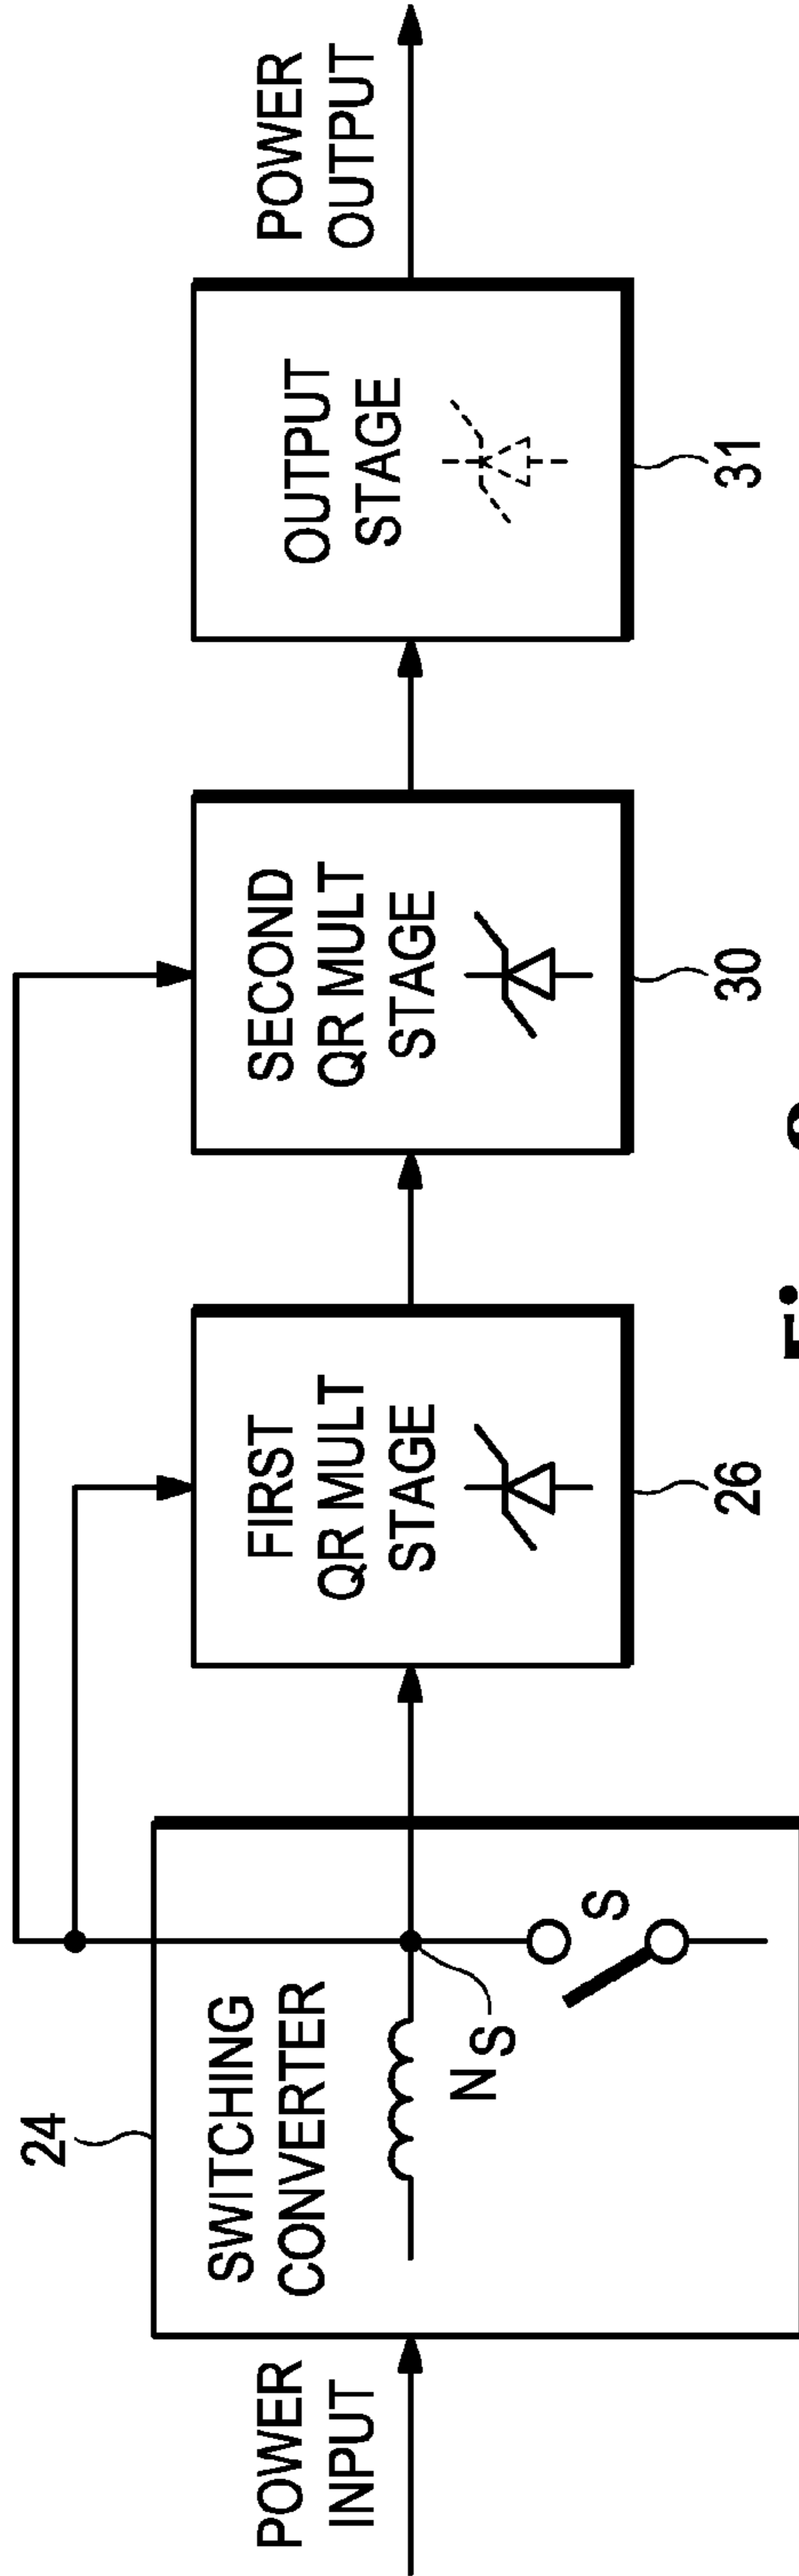 POWER
INPUT
24
SWITCHING
CONVERTER
N S
S
FIRST
QR MULT
STAGE
26
SECOND
QR MULT
STAGE
30
OUTPUT
STAGE
31
POWER
OUTPUT